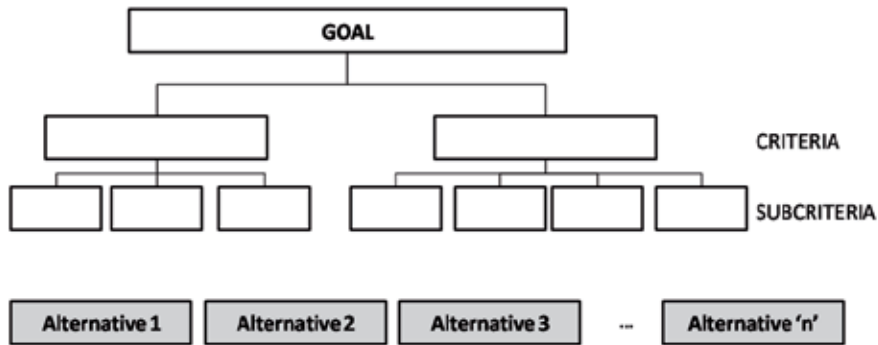 GOAL
CRITERIA
SUBCRITERIA
Alternative 1 Alternative 2 Alternative 3 ... Alternative 'n'